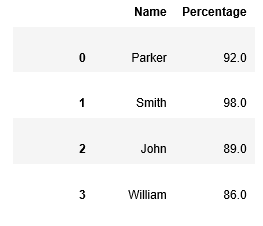 Name Percentage
0 Parker 92.0
1 Smith 98.0
2 John 89.0
3 William 86.0